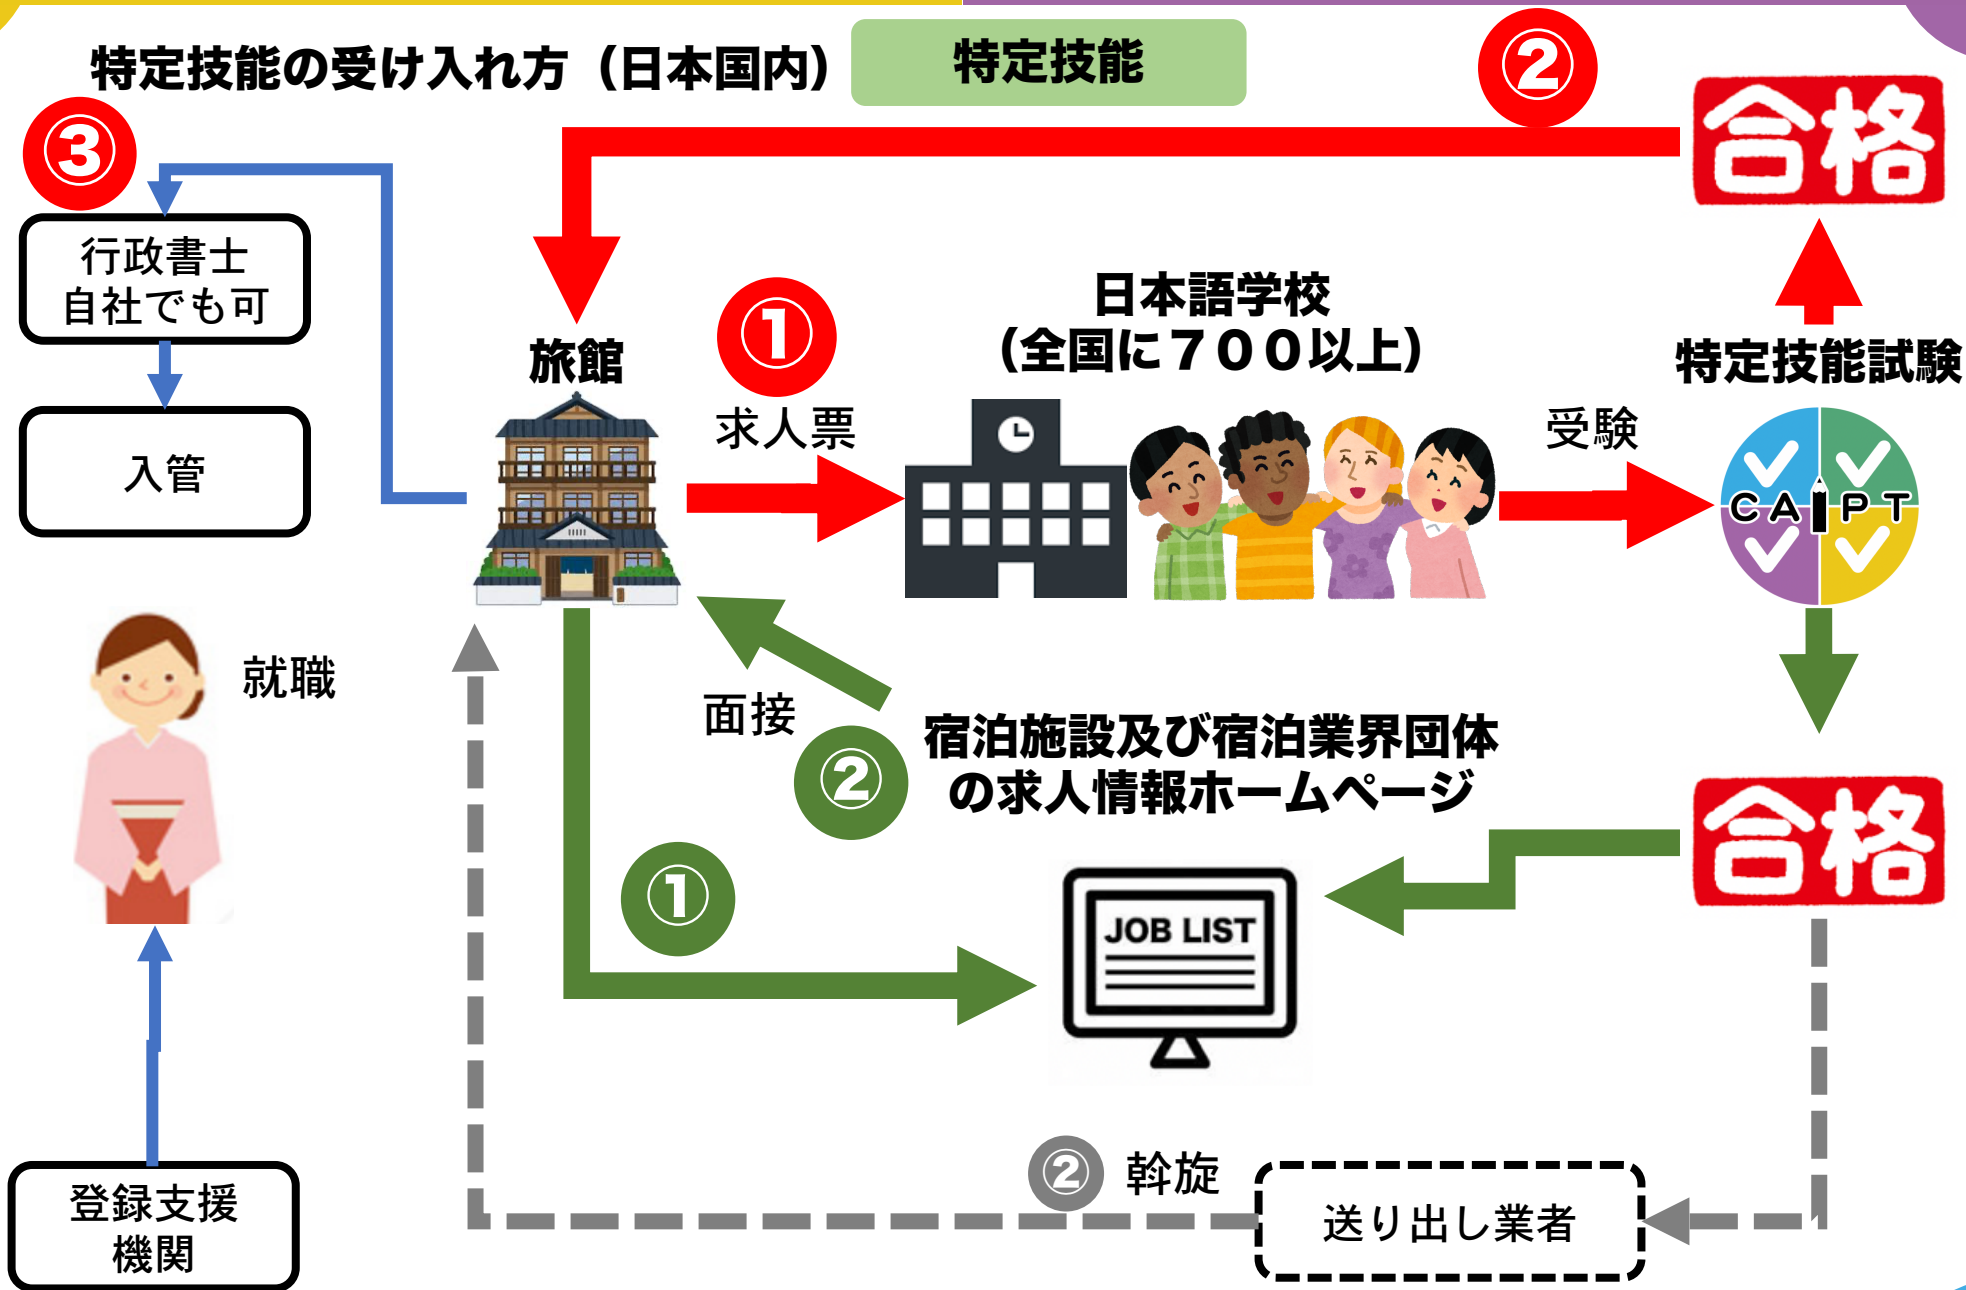 特定技能の受け入れ方（日本国内）
特定技能
②
合格
③
行政書士
自社でも可
入管
旅館
①
求人票
日本語学校
（全国に７００以上）
受験
特定技能試験
CAIPT
就職
面接
②
宿泊施設及び宿泊業界団体
の求人情報ホームページ
①
JOB LIST
合格
登録支援
機関
②
斡旋
送り出し業者